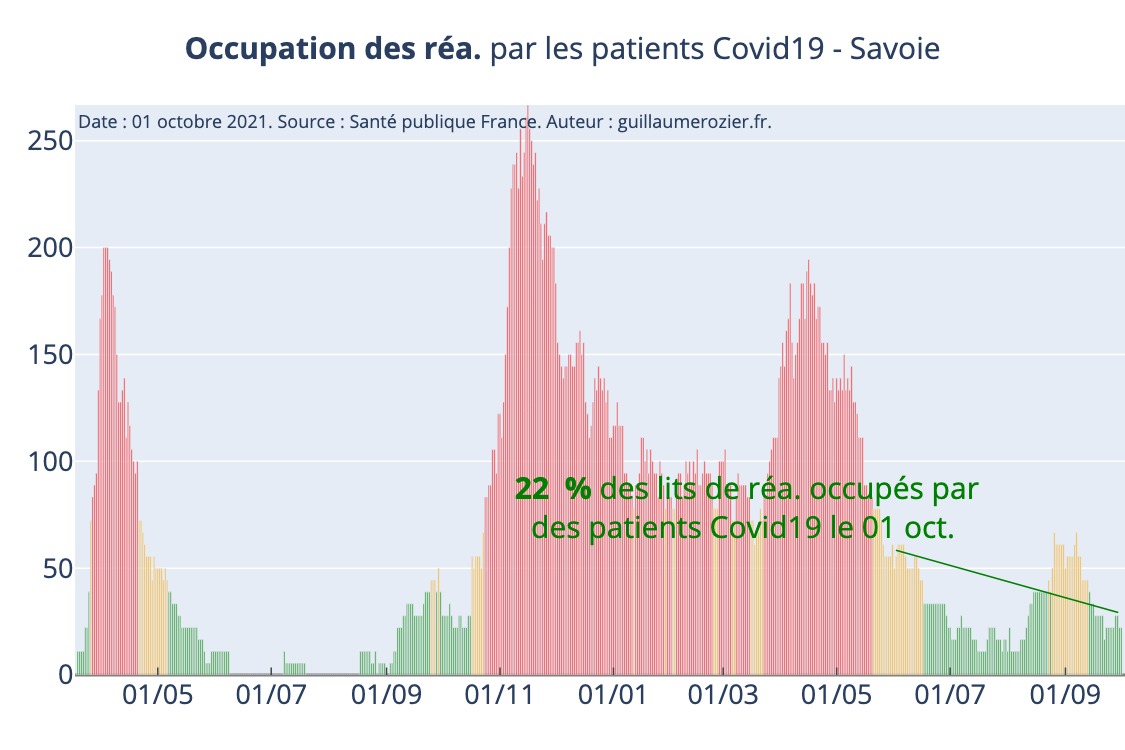 Occupation des réa. par les patients Covid19 - Savoie
Date : 01 octobre 2021. Source : Santé publique France. Auteur : guillaumerozier.fr.
250
200
150
100
50
0
22 % des lits de réa. occupés par
des patients Covid19 le 01 oct.
01/05 01/07 01/09 01/11 01/01 01/03 01/05 01/07 01/09